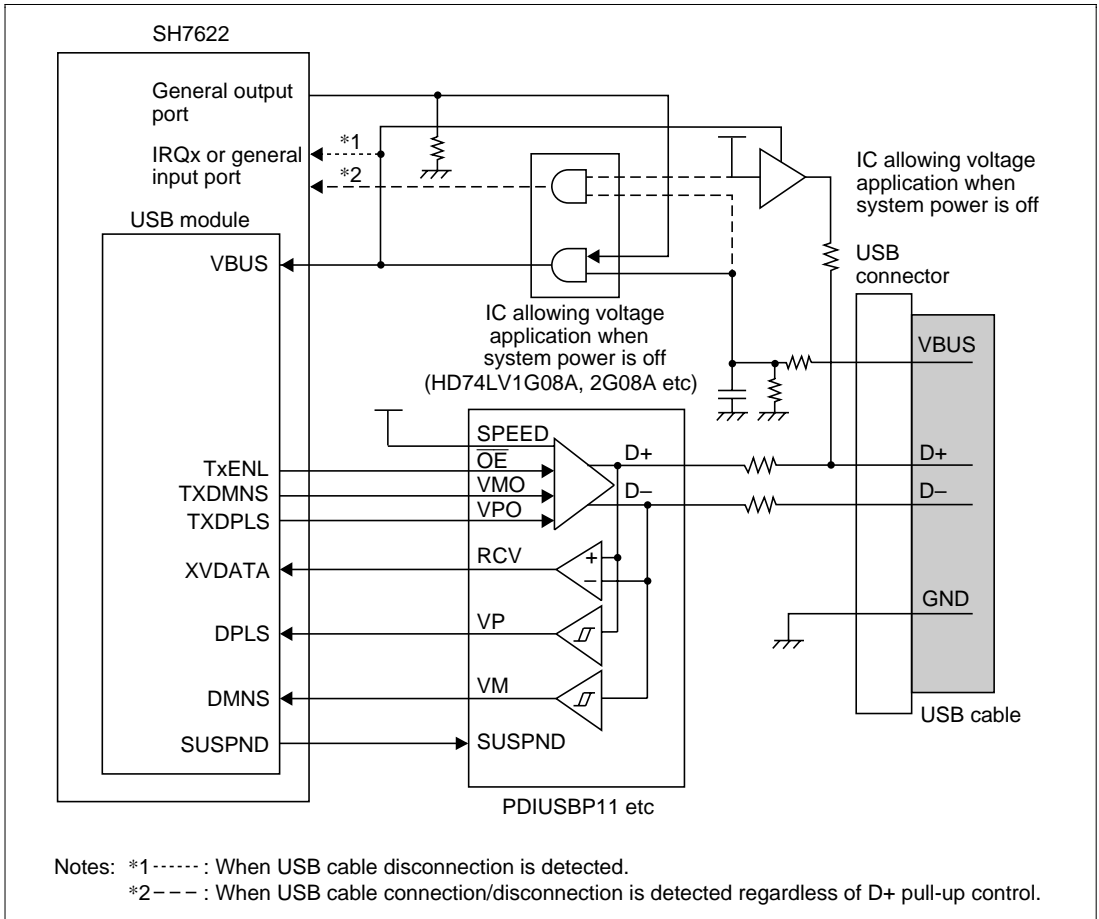 SH7622
General output
port
*1
IRQx or general
input port
*2
IC allowing voltage
application when
system power is off
USB module
USB
connector
VBUS
IC allowing voltage
application when
system power is off
(HD74LV1G08A, 2G08A etc)
VBUS
SPEED
D+
D+
TxENL
OE
TXDMNS
VMO
D–
D–
TXDPLS
VPO
XVDATA
RCV
+
–
GND
DPLS
VP
DMNS
VM
USB cable
SUSPND
SUSPND
PDIUSBP11 etc
Notes: *1 ------ : When USB cable disconnection is detected.
*2 – – – : When USB cable connection/disconnection is detected regardless of D+ pull-up control.